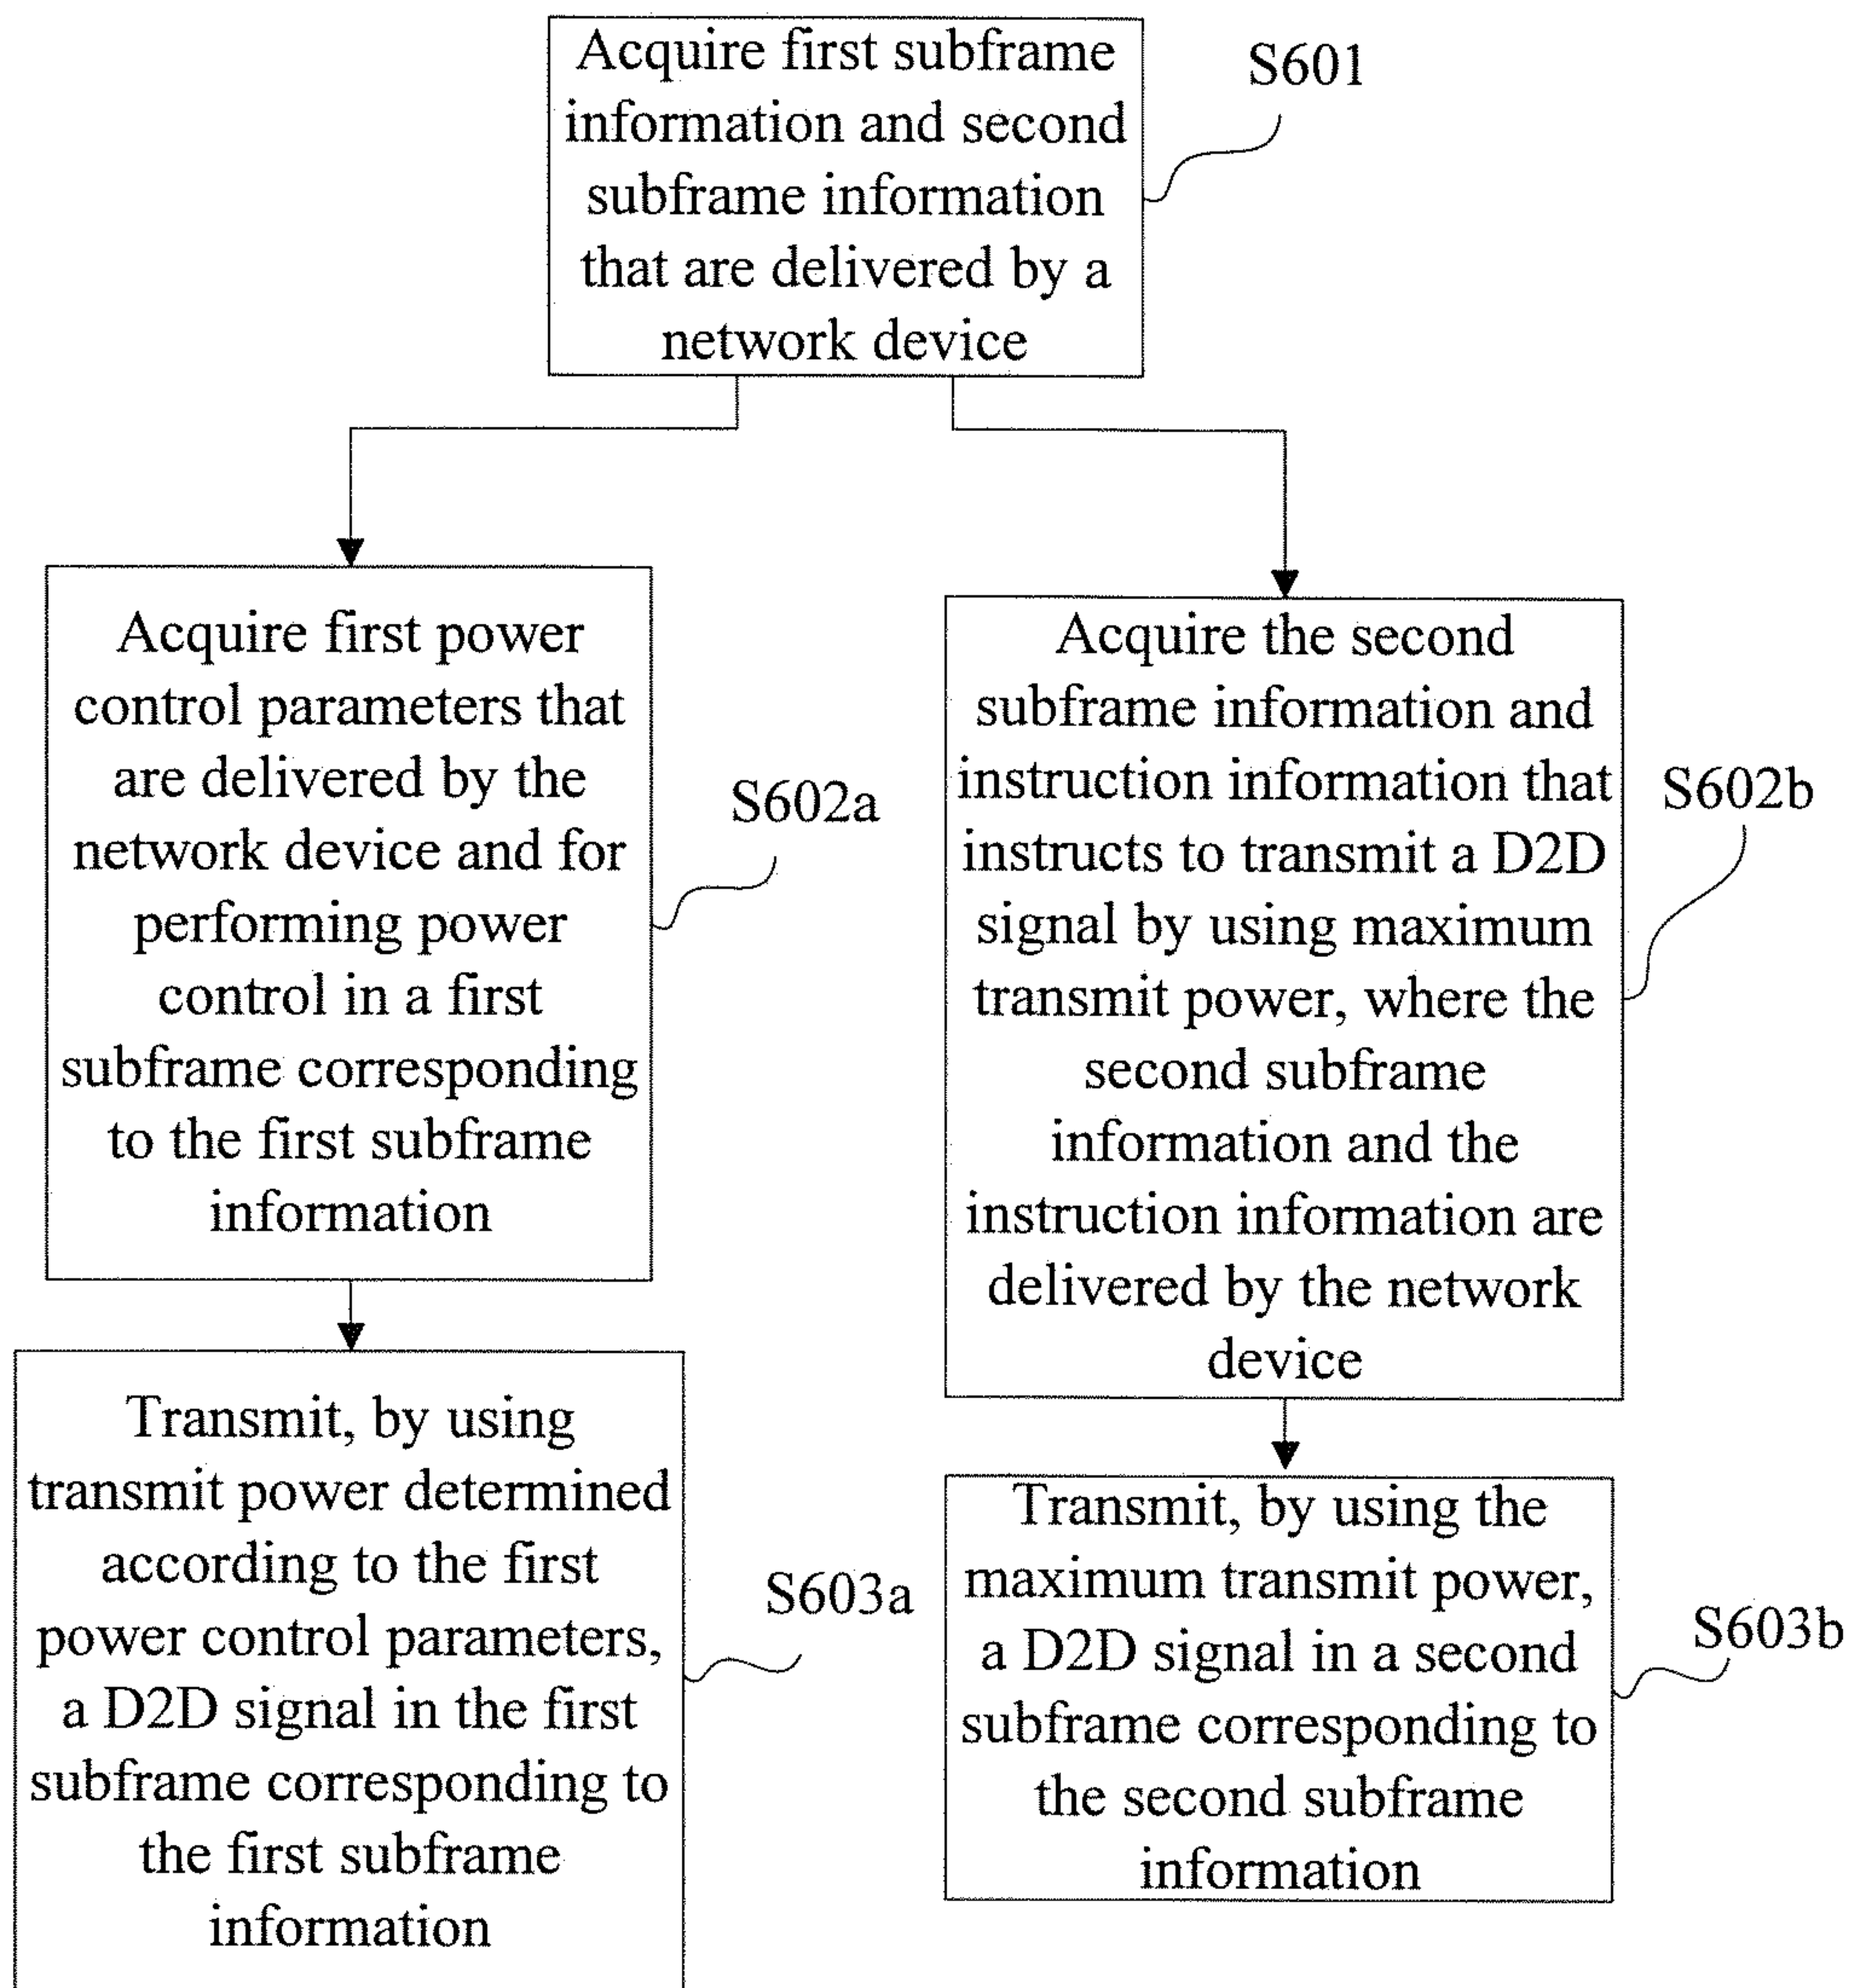 Acquire first subframe
information and second
subframe information
that are delivered by a
network device
S601
Acquire first power
control parameters that
are delivered by the
network device and for
performing power
control in a first
subframe corresponding
to the first subframe
information
S602a
Acquire the second
subframe information and
instruction information that
instructs to transmit a D2D
signal by using maximum
transmit power, where the
second subframe
information and the
instruction information are
delivered by the network
device
S602b
Transmit, by using
transmit power determined
according to the first
power control parameters,
a D2D signal in the first
subframe corresponding to
the first subframe
information
S603a
Transmit, by using the
maximum transmit power,
a D2D signal in a second
subframe corresponding to
the second subframe
information
S603b